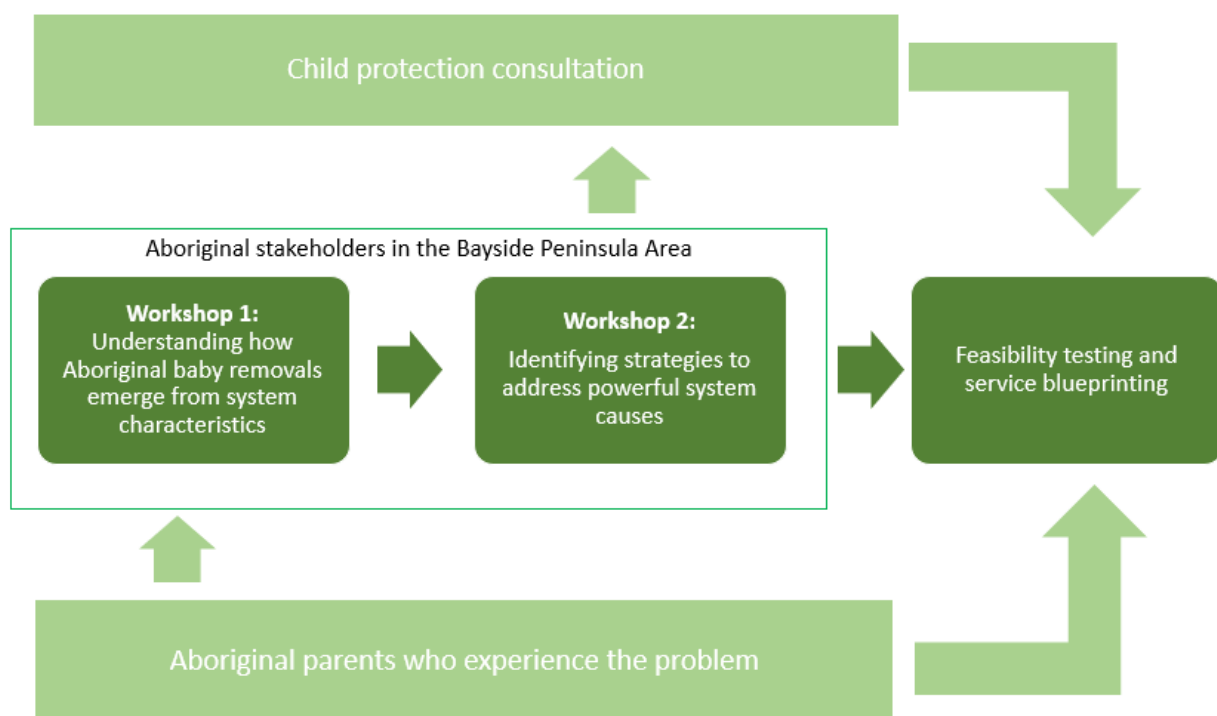 Child protection consultation
Aboriginal stakeholders in the Bayside Peninsula Area
Workshop 1:
Understanding how
Aboriginal baby removals
emerge from system
characteristics
Workshop 2:
Identifying strategies to
address powerful system
causes
Feasibility testing and
service blueprinting
Aboriginal parents who experience the problem